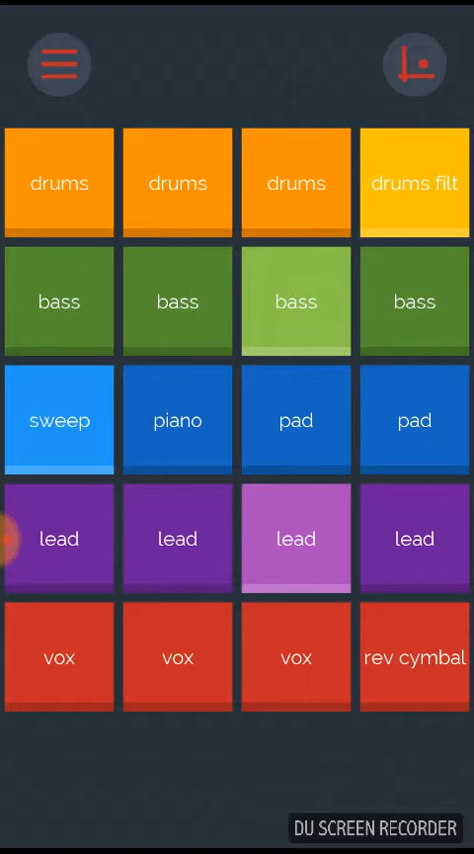 drums drums drums drums filt
bass bass bass bass
sweep piano pad pad
lead lead lead lead
vox vox vox rev cymbal
DU SCREEN RECORDER